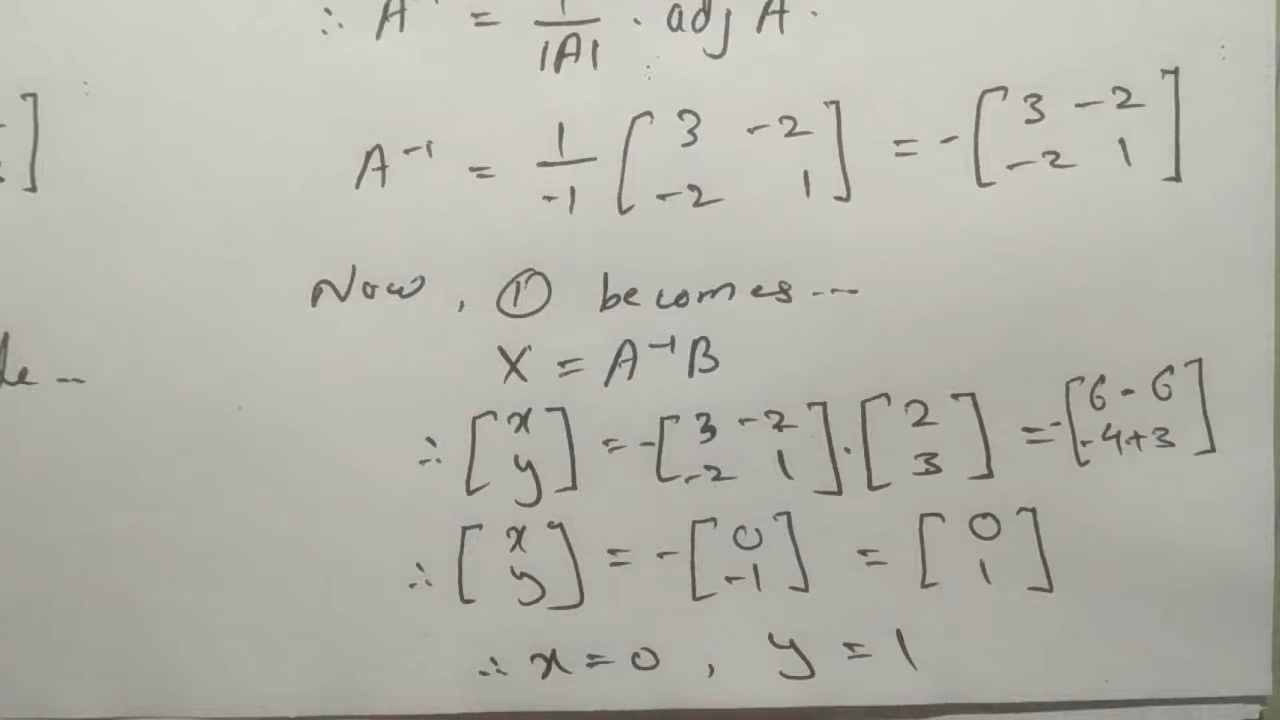 ∴ A⁻¹ = 1/|A| · adj A.
A⁻¹ = 1/-1 [3 -2; -2 1] = -[3 -2; -2 1]
Now, ① becomes...
X = A⁻¹B
∴ [x; y] = -[3 -2; -2 1] · [2; 3] = -[6 - 6; -4+3]
de --
∴ [x; y] = -[0; -1] = [0; 1]
∴ x = 0, y = 1